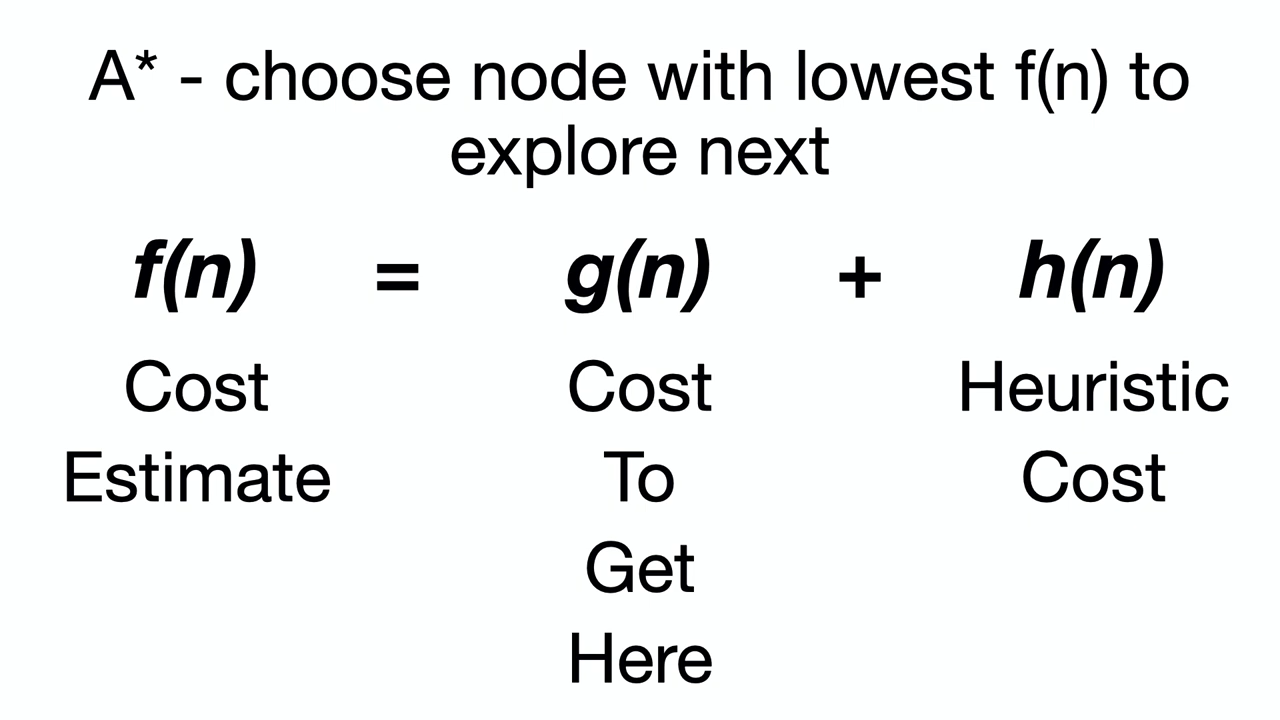 A* - choose node with lowest f(n) to
explore next
f(n) = g(n) + h(n)
Cost Cost Heuristic
Estimate To Cost
Get
Here